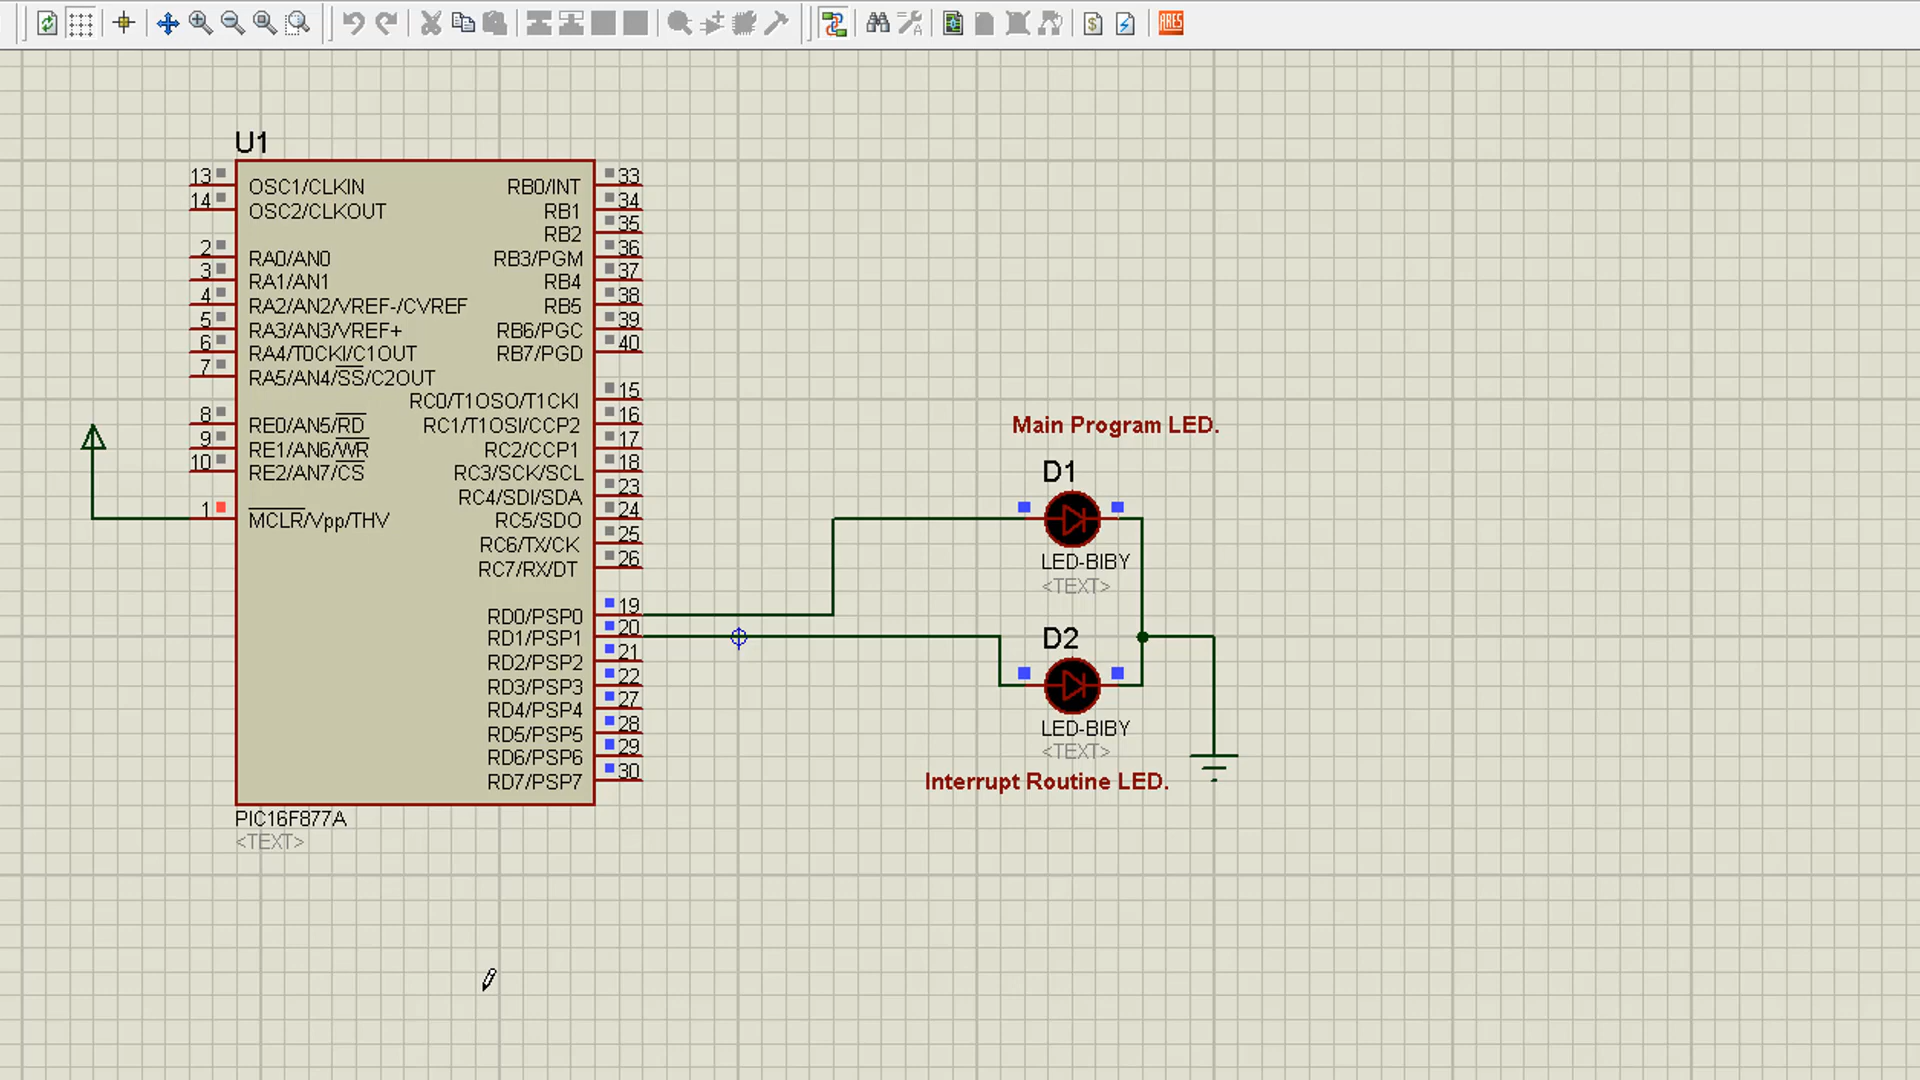 ARES
U1
13 OSC1/CLKIN RB0/INT 33
14 OSC2/CLKOUT RB1 34
RB2 35
2 RA0/AN0 RB3/PGM 36
3 RA1/AN1 RB4 37
4 RA2/AN2/VREF-/CVREF RB5 38
5 RA3/AN3/VREF+ RB6/PGC 39
6 RA4/T0CKI/C1OUT RB7/PGD 40
7 RA5/AN4/SS/C2OUT
RC0/T1OSO/T1CKI 15
8 RE0/AN5/RD RC1/T1OSI/CCP2 16
9 RE1/AN6/WR RC2/CCP1 17
10 RE2/AN7/CS RC3/SCK/SCL 18
RC4/SDI/SDA 23
1 MCLR/Vpp/THV RC5/SDO 24
RC6/TX/CK 25
RC7/RX/DT 26
RD0/PSP0 19
RD1/PSP1 20
RD2/PSP2 21
RD3/PSP3 22
RD4/PSP4 27
RD5/PSP5 28
RD6/PSP6 29
RD7/PSP7 30
PIC16F877A
<TEXT>
Main Program LED.
D1
LED-BIBY
<TEXT>
D2
LED-BIBY
<TEXT>
Interrupt Routine LED.